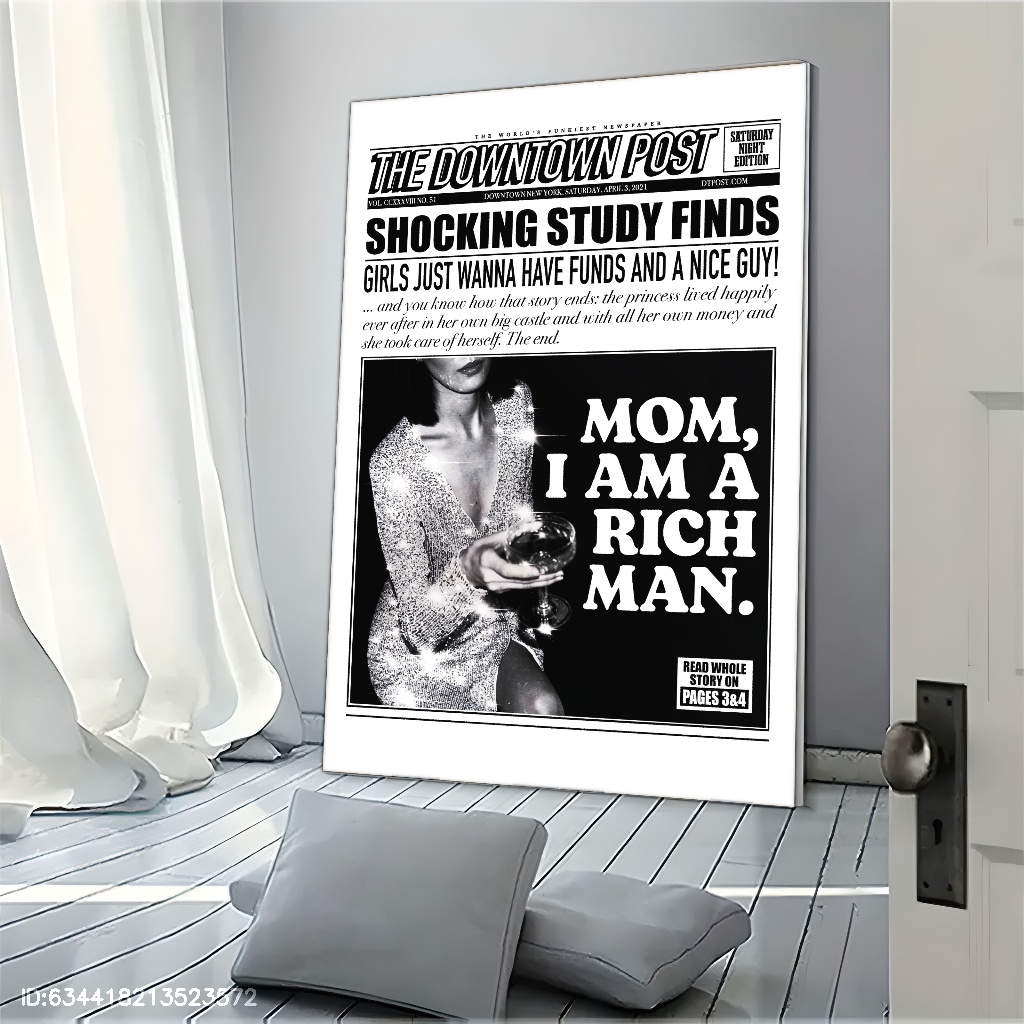 THE WORLD'S FUNKIEST NEWSPAPER
THE DOWNTOWN POST
SATURDAY
NIGHT
EDITION
VOL. CLXXXVIII NO. 51
DOWNTOWN NEW YORK, SATURDAY, APRIL 3, 2021
DTPOST.COM
SHOCKING STUDY FINDS
GIRLS JUST WANNA HAVE FUNDS AND A NICE GUY!
... and you know how that story ends: the princess lived happily
ever after in her own big castle and with all her own money and
she took care of herself. The end.
MOM,
I AM A
RICH
MAN.
READ WHOLE
STORY ON
PAGES 3&4
ID:634418213523572